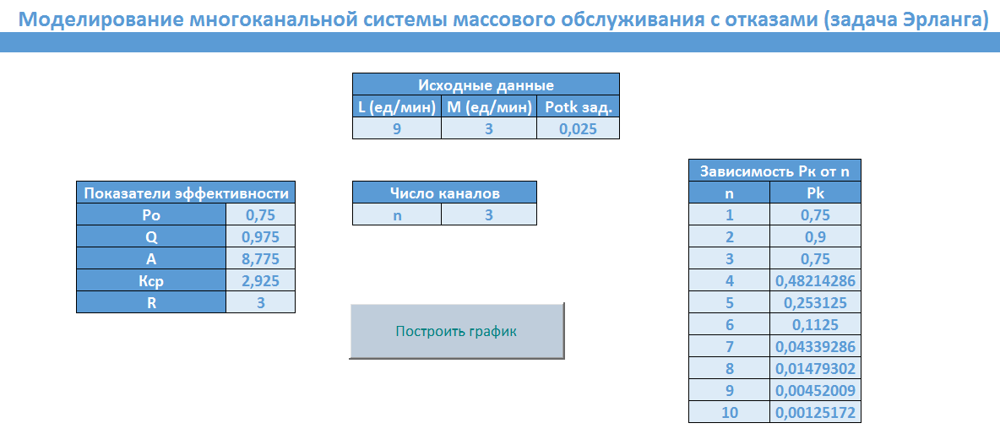 Моделирование многоканальной системы массового обслуживания с отказами (задача Эрланга)
Исходные данные
L (ед/мин) M (ед/мин) Potk зад.
9 3 0,025
Показатели эффективности
Po 0,75
Q 0,975
A 8,775
Кср 2,925
R 3
Число каналов
n 3
Построить график
Зависимость Рк от n
n Pk
1 0,75
2 0,9
3 0,75
4 0,48214286
5 0,253125
6 0,1125
7 0,04339286
8 0,01479302
9 0,00452009
10 0,00125172